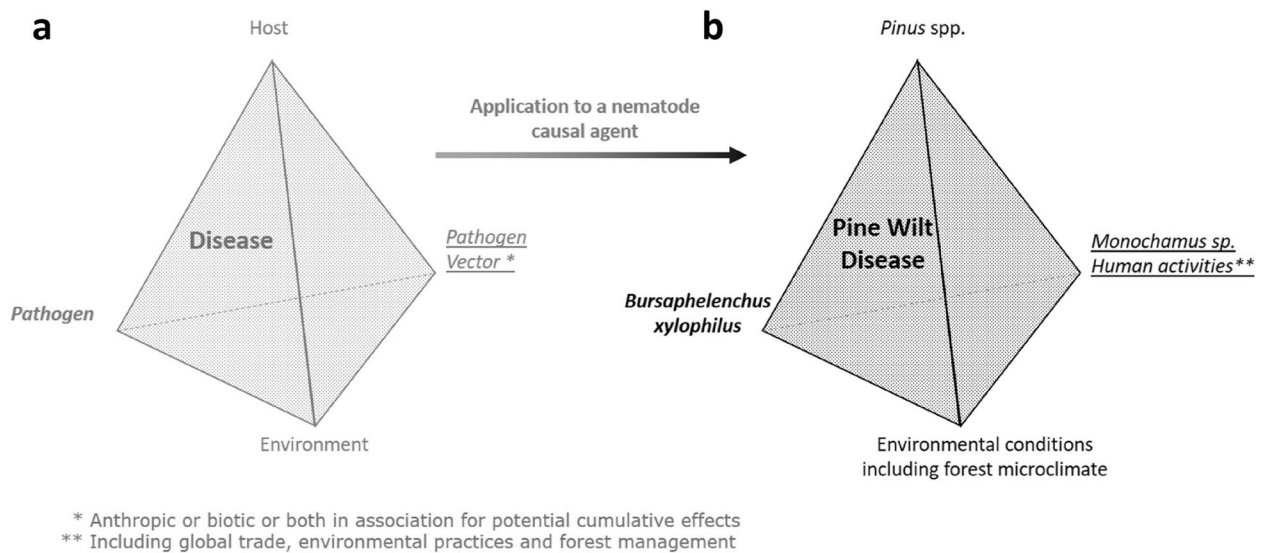 a
Host
Application to a nematode
causal agent
Disease
Pathogen
Vector *
Pathogen
Environment
b
Pinus spp.
Pine Wilt
Disease
Monochamus sp.
Human activities**
Bursaphelenchus
xylophilus
Environmental conditions
including forest microclimate
* Anthropic or biotic or both in association for potential cumulative effects
** Including global trade, environmental practices and forest management